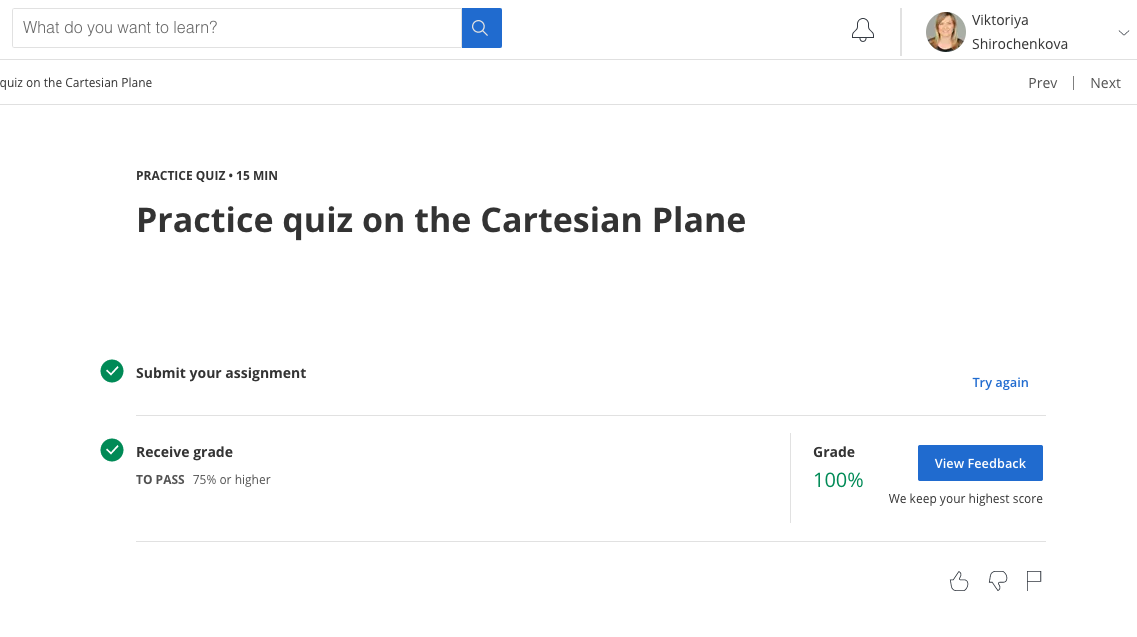 What do you want to learn?
Viktoriya
Shirochenkova
quiz on the Cartesian Plane
Prev | Next
PRACTICE QUIZ • 15 MIN
Practice quiz on the Cartesian Plane
Submit your assignment
Try again
Receive grade
TO PASS 75% or higher
Grade
100%
View Feedback
We keep your highest score